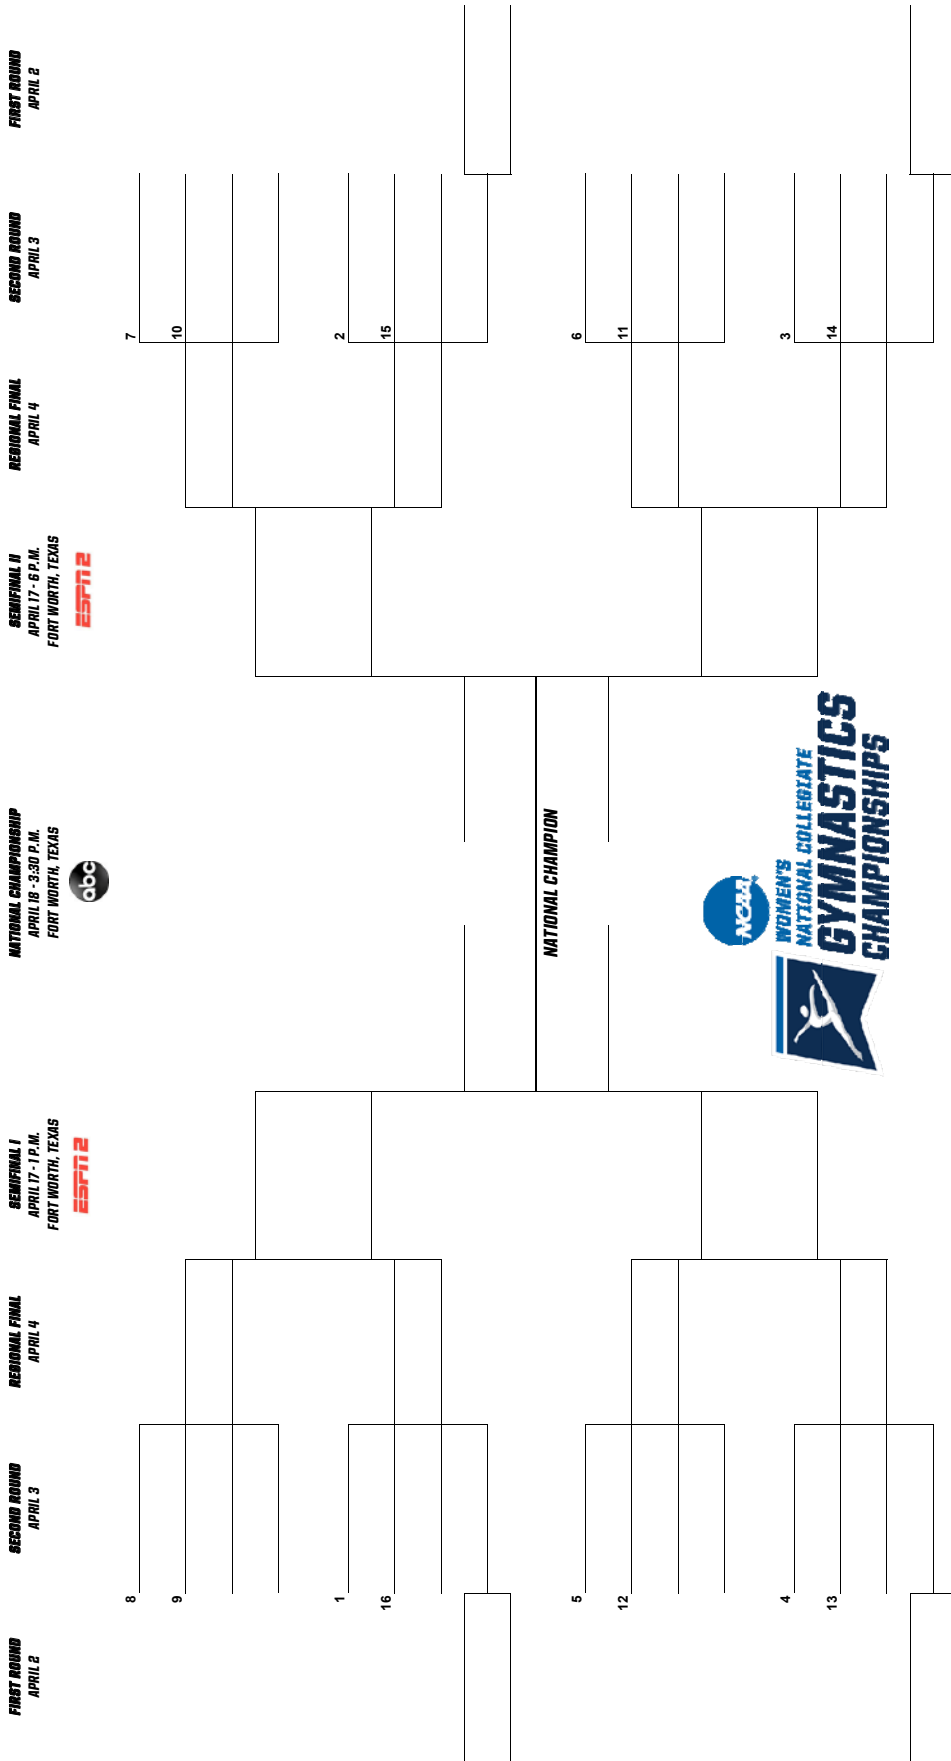 FIRST ROUND
APRIL 2
SECOND ROUND
APRIL 3
REGIONAL FINAL
APRIL 4
SEMIFINAL I
APRIL 17 - 1 P.M.
FORT WORTH, TEXAS
ESPN2
NATIONAL CHAMPIONSHIP
APRIL 18 - 3:30 P.M.
FORT WORTH, TEXAS
abc
SEMIFINAL II
APRIL 17 - 6 P.M.
FORT WORTH, TEXAS
ESPN2
REGIONAL FINAL
APRIL 4
SECOND ROUND
APRIL 3
FIRST ROUND
APRIL 2
8
9
1
16
5
12
4
13
7
10
2
15
6
11
3
14
NATIONAL CHAMPION
NCAA
WOMEN'S
NATIONAL COLLEGIATE
GYMNASTICS
CHAMPIONSHIPS